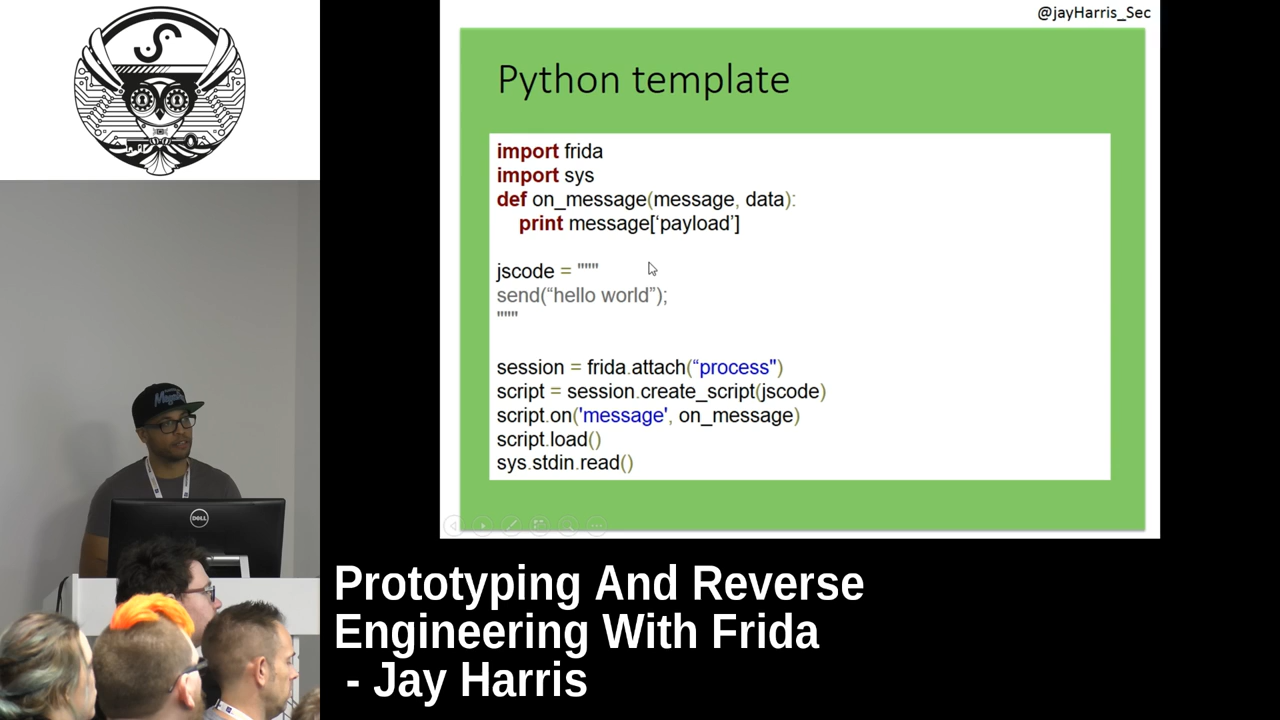 @jayHarris_Sec
Python template
import frida
import sys
def on_message(message, data):
print message[‘payload’]
jscode = """
send(“hello world”);
"""
session = frida.attach(“process")
script = session.create_script(jscode)
script.on('message', on_message)
script.load()
sys.stdin.read()
DELL
Prototyping And Reverse
Engineering With Frida
- Jay Harris